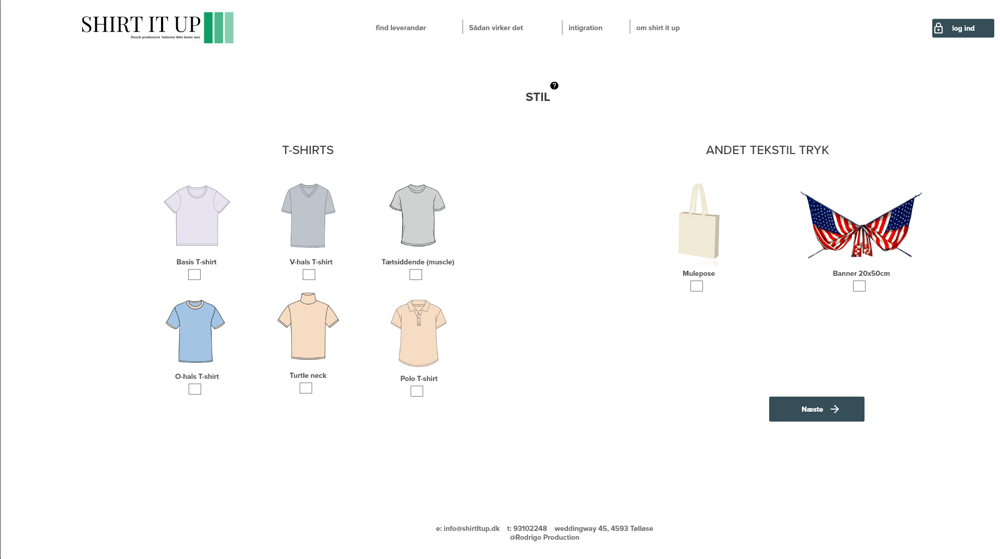 SHIRT IT UP
Dansk produceret behøver ikke koste mer
find leverandør
Sådan virker det
intigration
om shirt it up
log ind
?
STIL
T-SHIRTS
Basis T-shirt
V-hals T-shirt
Tætsiddende (muscle)
O-hals T-shirt
Turtle neck
Polo T-shirt
ANDET TEKSTIL TRYK
Mulepose
Banner 20x50cm
Næste
e: info@shirtItup.dk t: 93102248 weddingway 45, 4593 Tølløse
@Rodrigo Production